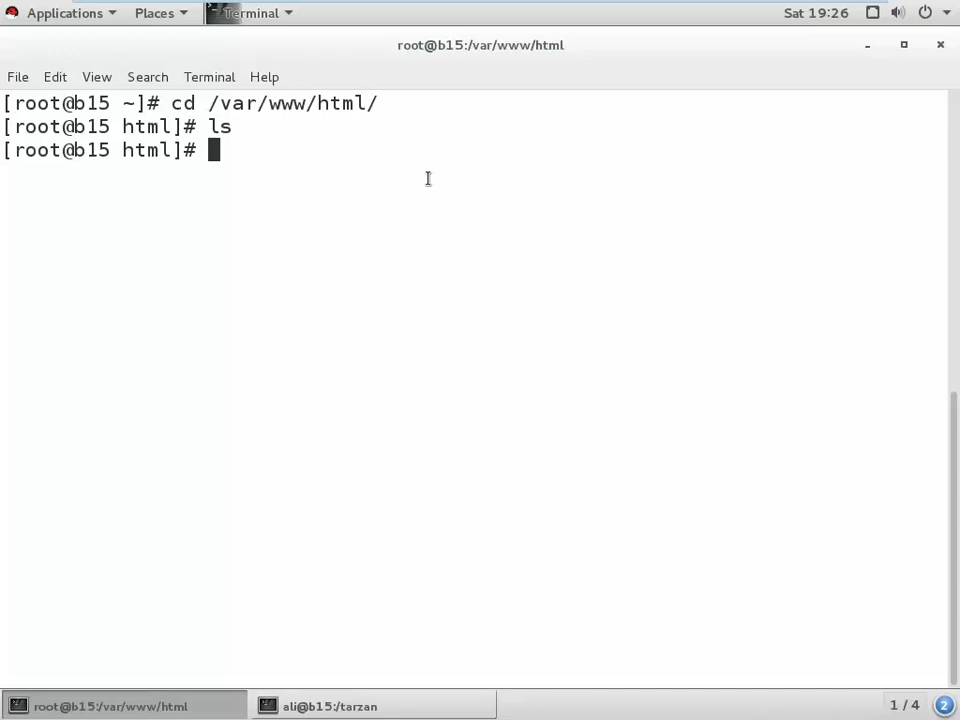 Applications Places Terminal Sat 19:26
root@b15:/var/www/html
File Edit View Search Terminal Help
[root@b15 ~]# cd /var/www/html/
[root@b15 html]# ls
[root@b15 html]#
root@b15:/var/www/html ali@b15:/tarzan 1 / 4 2